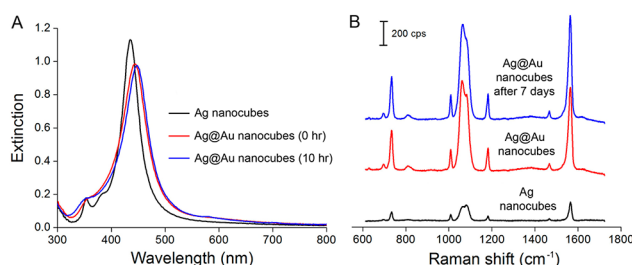 A
Extinction
1.2
1.0
0.8
0.6
0.4
0.2
0.0
300 400 500 600 700 800
Wavelength (nm)
Ag nanocubes
Ag@Au nanocubes (0 hr)
Ag@Au nanocubes (10 hr)
B
200 cps
Ag@Au
nanocubes
after 7 days
Ag@Au
nanocubes
Ag
nanocubes
600 800 1000 1200 1400 1600 1800
Raman shift (cm⁻¹)